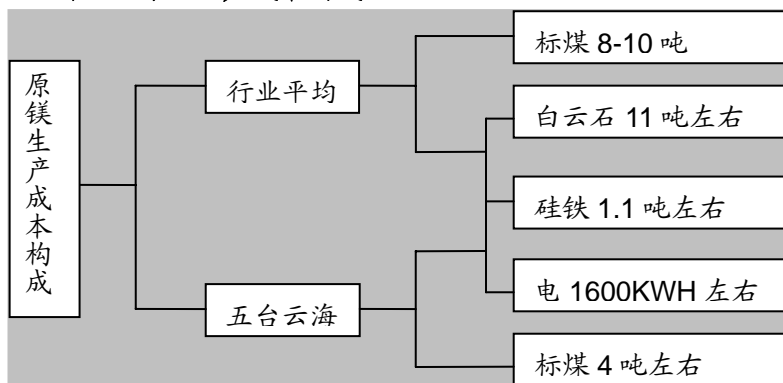 原镁生产成本构成
行业平均
五台云海
标煤 8-10 吨
白云石 11 吨左右
硅铁 1.1 吨左右
电 1600KWH 左右
标煤 4 吨左右